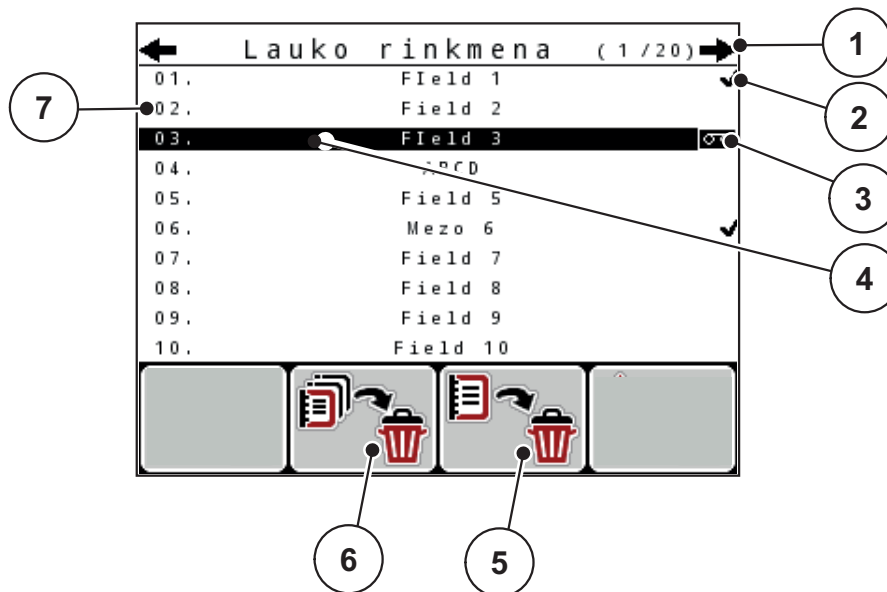 Lauko rinkmena (1/20)
01. FIeld 1
02. Field 2
03. FIeld 3
04. ABCD
05. Field 5
06. Mezo 6
07. Field 7
08. Field 8
09. Field 9
10. Field 10
1
2
3
4
5
6
7